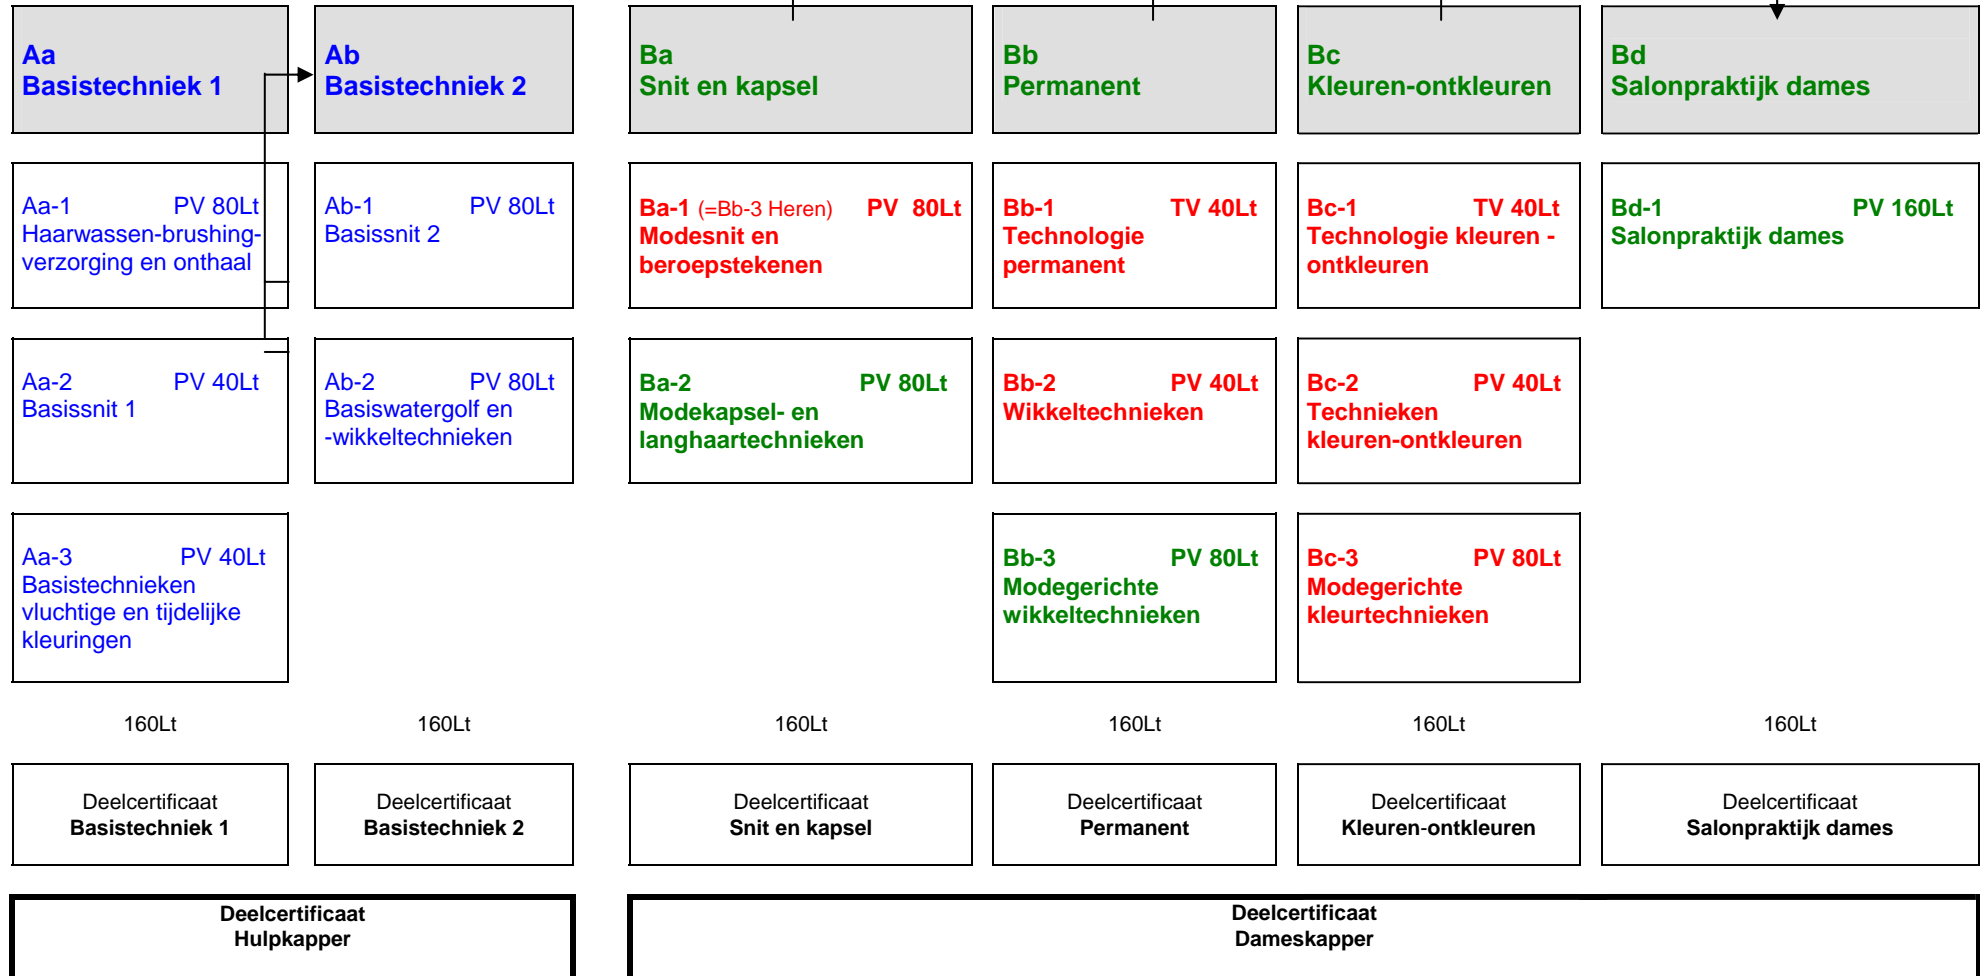 Aa
Basistechniek 1
Ab
Basistechniek 2
Ba
Snit en kapsel
Bb
Permanent
Bc
Kleuren-ontkleuren
Bd
Salonpraktijk dames
Aa-1 PV 80Lt
Haarwassen-brushing-
verzorging en onthaal
Ab-1 PV 80Lt
Basissnit 2
Ba-1 (=Bb-3 Heren) PV 80Lt
Modesnit en
beroepstekenen
Bb-1 TV 40Lt
Technologie
permanent
Bc-1 TV 40Lt
Technologie kleuren -
ontkleuren
Bd-1 PV 160Lt
Salonpraktijk dames
Aa-2 PV 40Lt
Basissnit 1
Ab-2 PV 80Lt
Basiswatergolf en
-wikkeltechnieken
Ba-2 PV 80Lt
Modekapsel- en
langhaartechnieken
Bb-2 PV 40Lt
Wikkeltechnieken
Bc-2 PV 40Lt
Technieken
kleuren-ontkleuren
Aa-3 PV 40Lt
Basistechnieken
vluchtige en tijdelijke
kleuringen
Bb-3 PV 80Lt
Modegerichte
wikkeltechnieken
Bc-3 PV 80Lt
Modegerichte
kleurtechnieken
160Lt 160Lt 160Lt 160Lt 160Lt 160Lt
Deelcertificaat
Basistechniek 1
Deelcertificaat
Basistechniek 2
Deelcertificaat
Snit en kapsel
Deelcertificaat
Permanent
Deelcertificaat
Kleuren-ontkleuren
Deelcertificaat
Salonpraktijk dames
Deelcertificaat
Hulpkapper
Deelcertificaat
Dameskapper